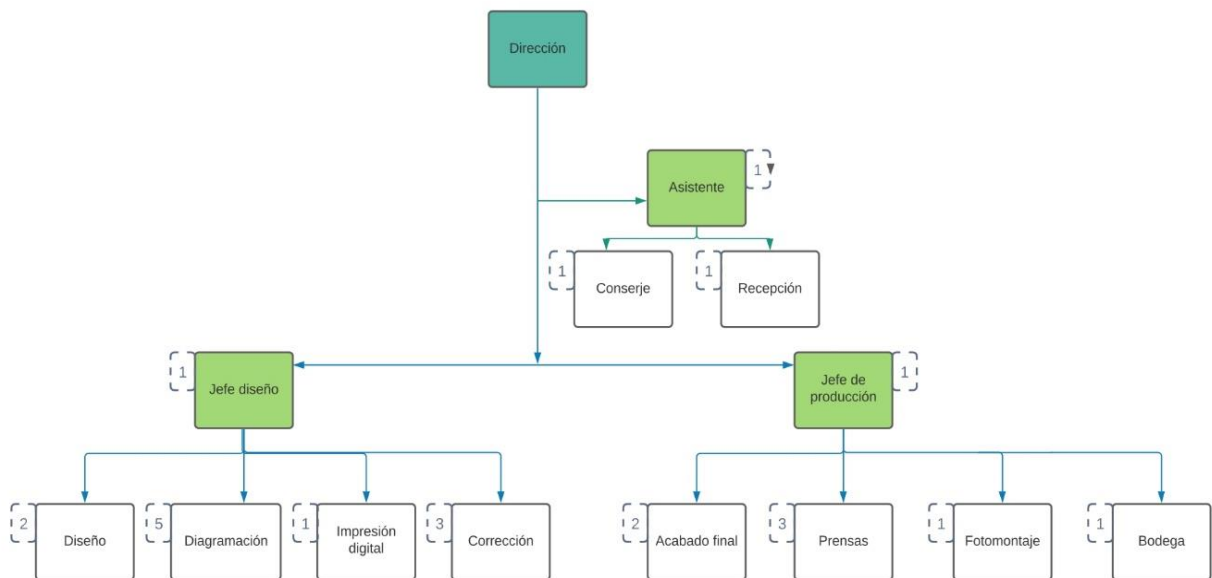 Dirección
Asistente
1
1
Conserje
1
Recepción
1
Jefe diseño
Jefe de
producción
1
2
Diseño
5
Diagramación
1
Impresión
digital
3
Corrección
2
Acabado final
3
Prensas
1
Fotomontaje
1
Bodega